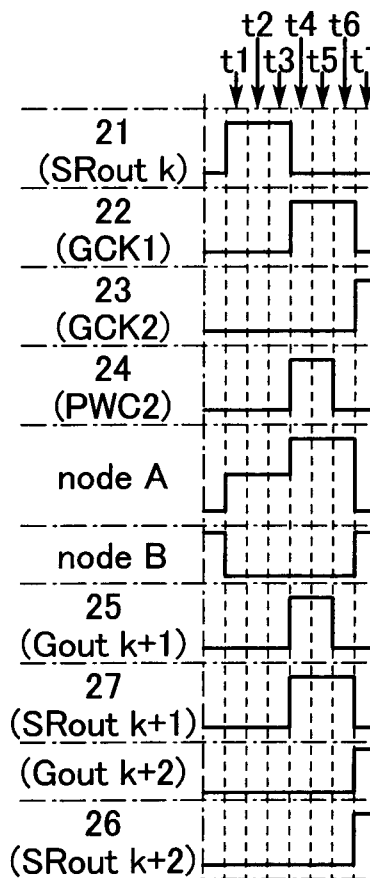 t2 t4 t6
t1 t3 t5
21
(SRout k)
22
(GCK1)
23
(GCK2)
24
(PWC2)
node A
node B
25
(Gout k+1)
27
(SRout k+1)
(Gout k+2)
26
(SRout k+2)